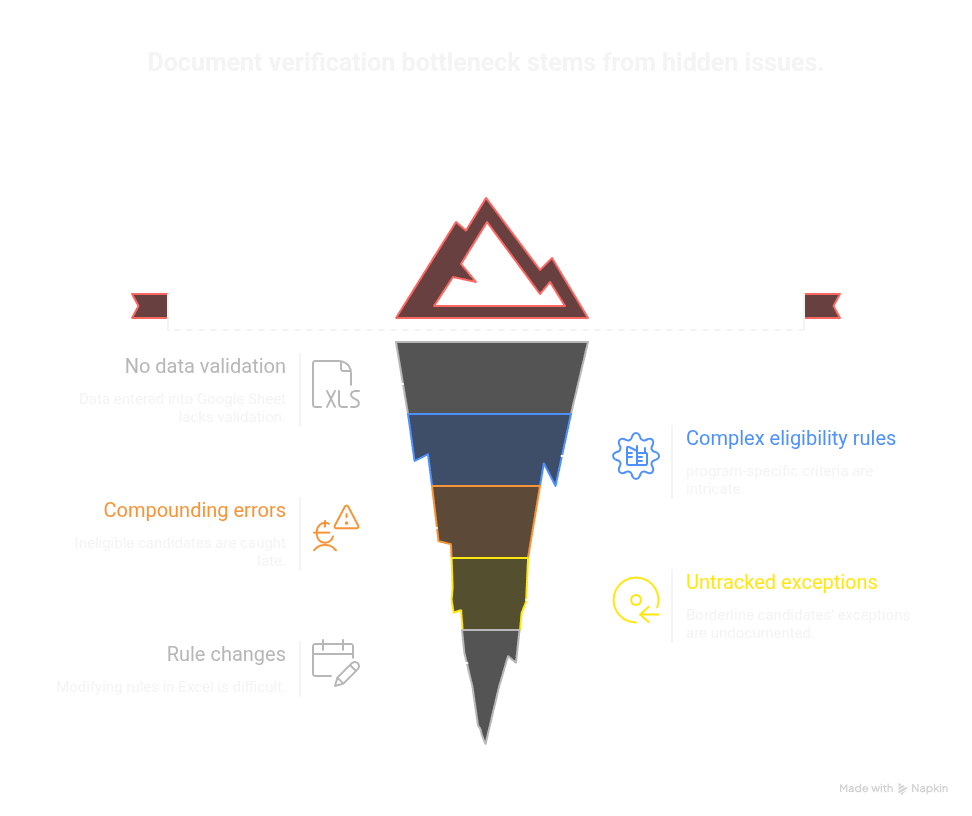 Document verification bottleneck stems from hidden issues.
No data validation
Data entered into Google Sheet
lacks validation.
XLS
Complex eligibility rules
program-specific criteria are
intricate.
Compounding errors
Ineligible candidates are caught
late.
Untracked exceptions
Borderline candidates' exceptions
are undocumented.
Rule changes
Modifying rules in Excel is difficult.
Made with Napkin